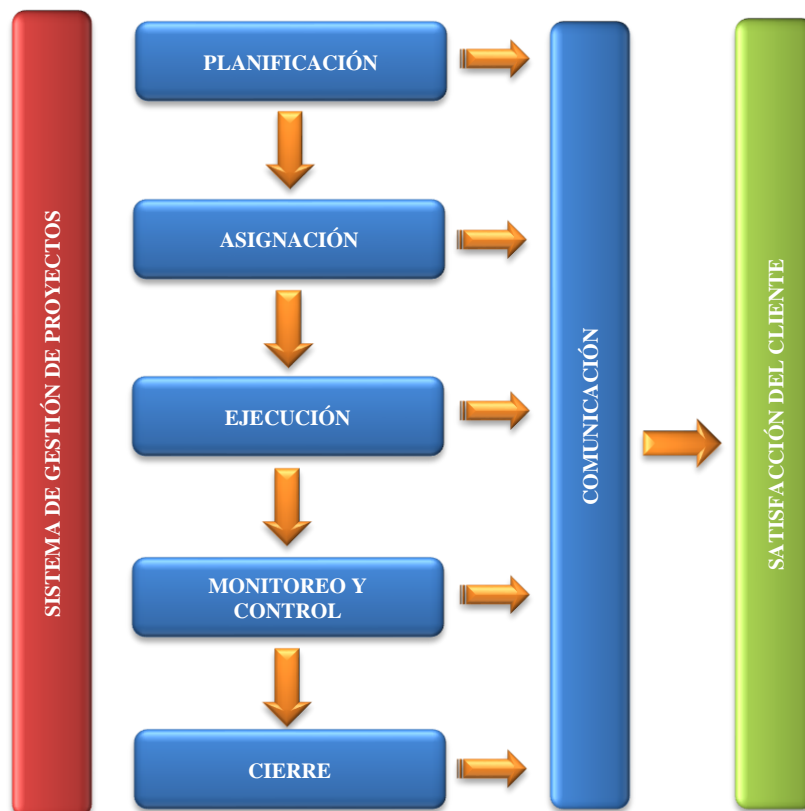 SISTEMA DE GESTIÓN DE PROYECTOS
PLANIFICACIÓN
ASIGNACIÓN
EJECUCIÓN
MONITOREO Y
CONTROL
CIERRE
COMUNICACIÓN
SATISFACCIÓN DEL CLIENTE